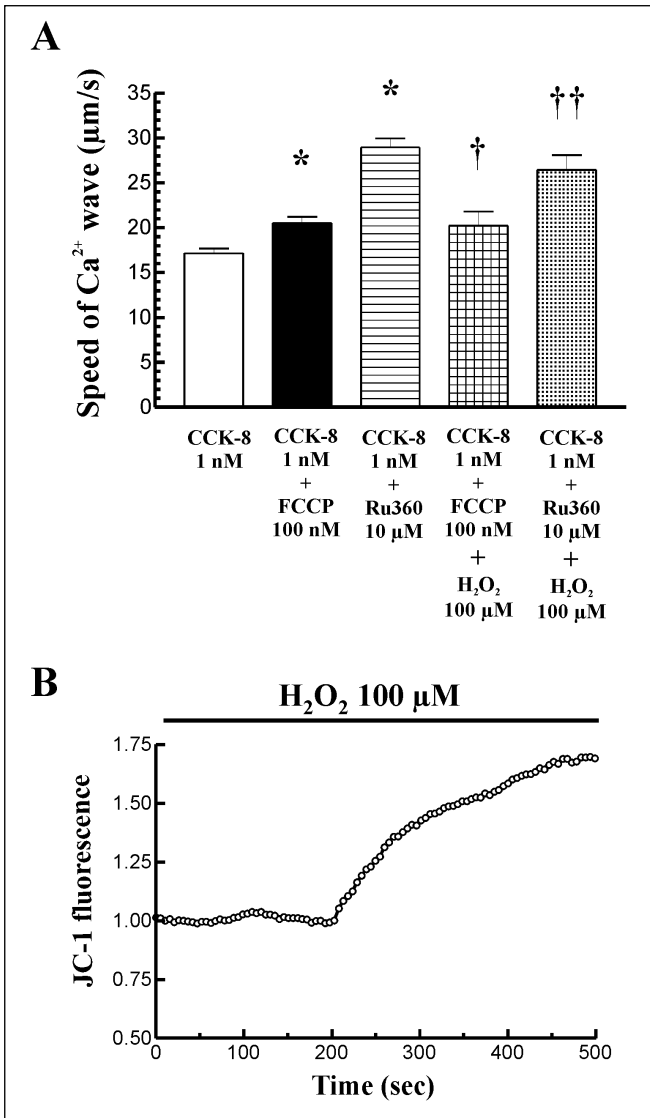 A
Speed of Ca²⁺ wave (µm/s)
35
30
25
20
15
10
5
0
*
*
†
††
CCK-8
1 nM
CCK-8
1 nM
+
FCCP
100 nM
CCK-8
1 nM
+
Ru360
10 µM
CCK-8
1 nM
+
FCCP
100 nM
+
H₂O₂
100 µM
CCK-8
1 nM
+
Ru360
10 µM
+
H₂O₂
100 µM
B
H₂O₂ 100 µM
JC-1 fluorescence
1.75
1.50
1.25
1.00
0.75
0.50
0 100 200 300 400 500
Time (sec)